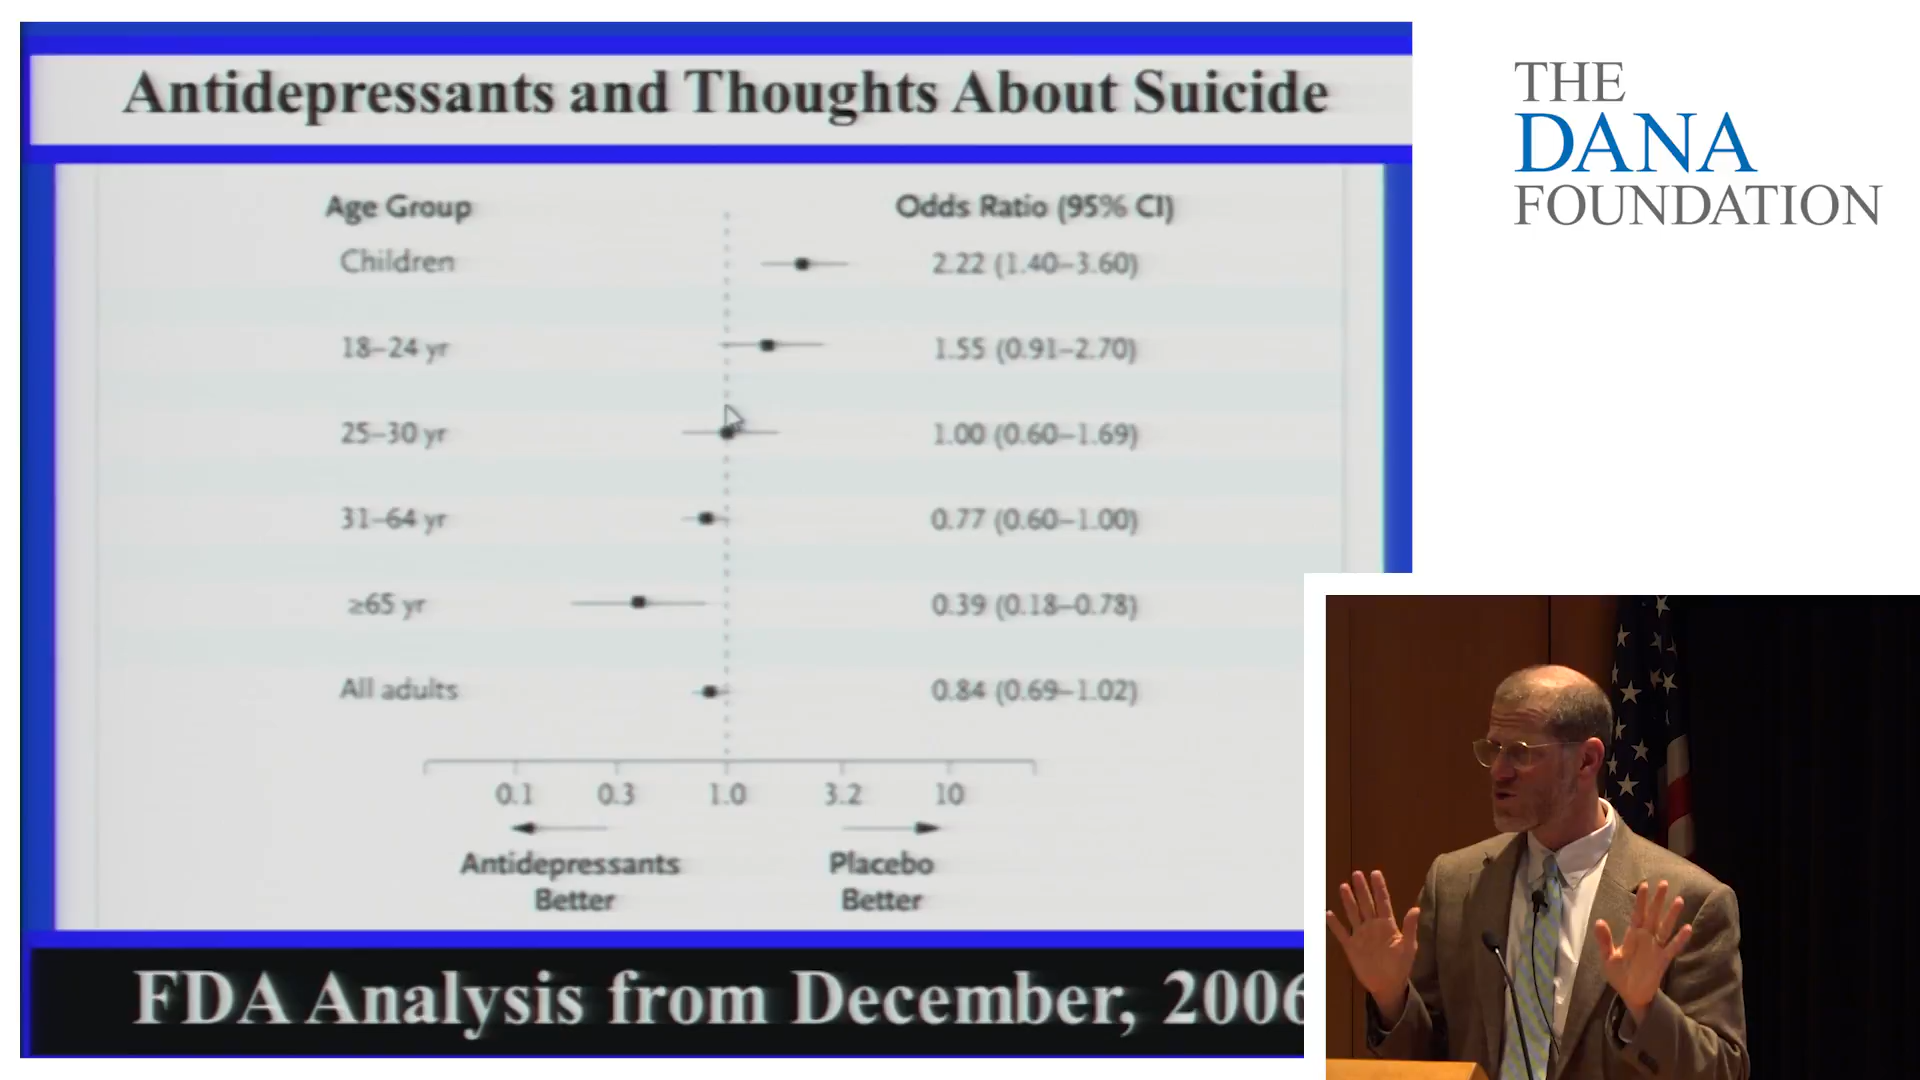 Antidepressants and Thoughts About Suicide
Age Group Odds Ratio (95% CI)
Children 2.22 (1.40–3.60)
18–24 yr 1.55 (0.91–2.70)
25–30 yr 1.00 (0.60–1.69)
31–64 yr 0.77 (0.60–1.00)
≥65 yr 0.39 (0.18–0.78)
All adults 0.84 (0.69–1.02)
0.1 0.3 1.0 3.2 10
Antidepressants Better
Placebo Better
FDA Analysis from December, 2006
THE
DANA
FOUNDATION